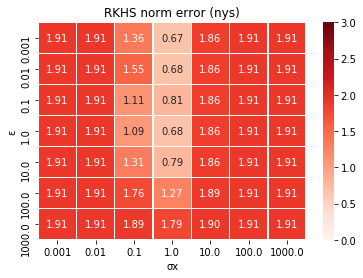 RKHS norm error (nys)
ε
0.001 1.91 1.91 1.36 0.67 1.86 1.91 1.91
0.01 1.91 1.91 1.55 0.68 1.86 1.91 1.91
0.1 1.91 1.91 1.11 0.81 1.86 1.91 1.91
1.0 1.91 1.91 1.09 0.68 1.86 1.91 1.91
10.0 1.91 1.91 1.31 0.79 1.86 1.91 1.91
100.0 1.91 1.91 1.76 1.27 1.89 1.91 1.91
1000.0 1.91 1.91 1.89 1.79 1.90 1.91 1.91
0.001 0.01 0.1 1.0 10.0 100.0 1000.0
σx
3.0
2.5
2.0
1.5
1.0
0.5
0.0